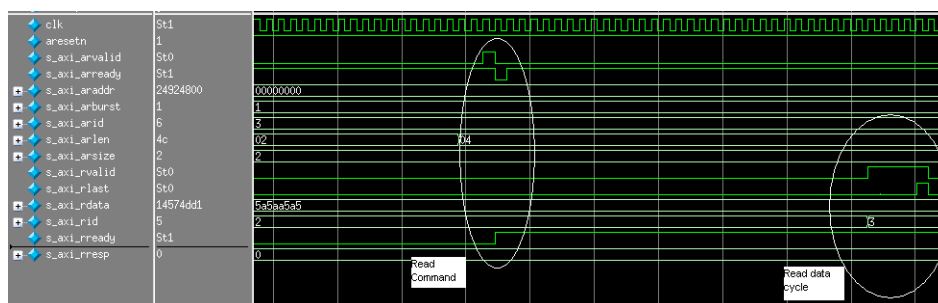 clk St1
aresetn 1
s_axi_arvalid St0
s_axi_arready St1
s_axi_araddr 24924800 00000000
s_axi_arburst 1 1
s_axi_arid 6 3
s_axi_arlen 4c 02 04
s_axi_arsize 2 2
s_axi_rvalid St0
s_axi_rlast St0
s_axi_rdata 14574dd1 5a5aa5a5
s_axi_rid 5 2 3
s_axi_rready St1
s_axi_rresp 0 0
Read
Command
Read data
cycle